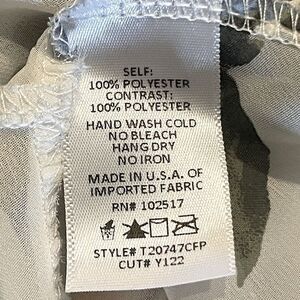 SELF:
100% POLYESTER
CONTRAST:
100% POLYESTER
HAND WASH COLD
NO BLEACH
HANG DRY
NO IRON
MADE IN U.S.A. OF
IMPORTED FABRIC
RN# 102517
STYLE# T20747CFP
CUT# Y122